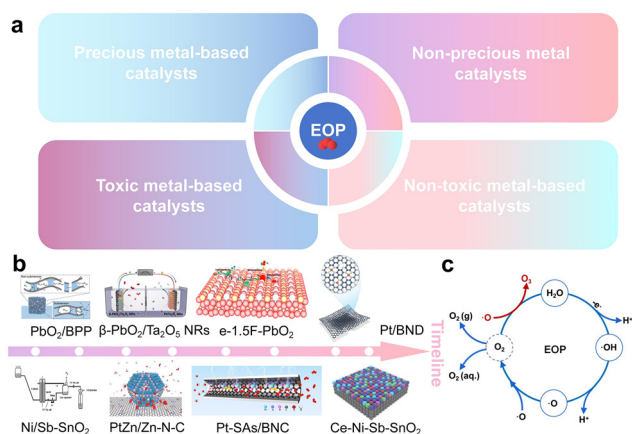 a
Precious metal-based
catalysts
Non-precious metal
catalysts
EOP
Toxic metal-based
catalysts
Non-toxic metal-based
catalysts
b
PbO₂/BPP
β-PbO₂/Ta₂O₅ NRs
e-1.5F-PbO₂
Pt/BND
Timeline
Ni/Sb-SnO₂
PtZn/Zn-N-C
Pt-SAs/BNC
Ce-Ni-Sb-SnO₂
c
O₃
·O
H₂O
H⁺
O₂ (g)
O₂
EOP
·OH
O₂ (aq.)
·O
·O
H⁺